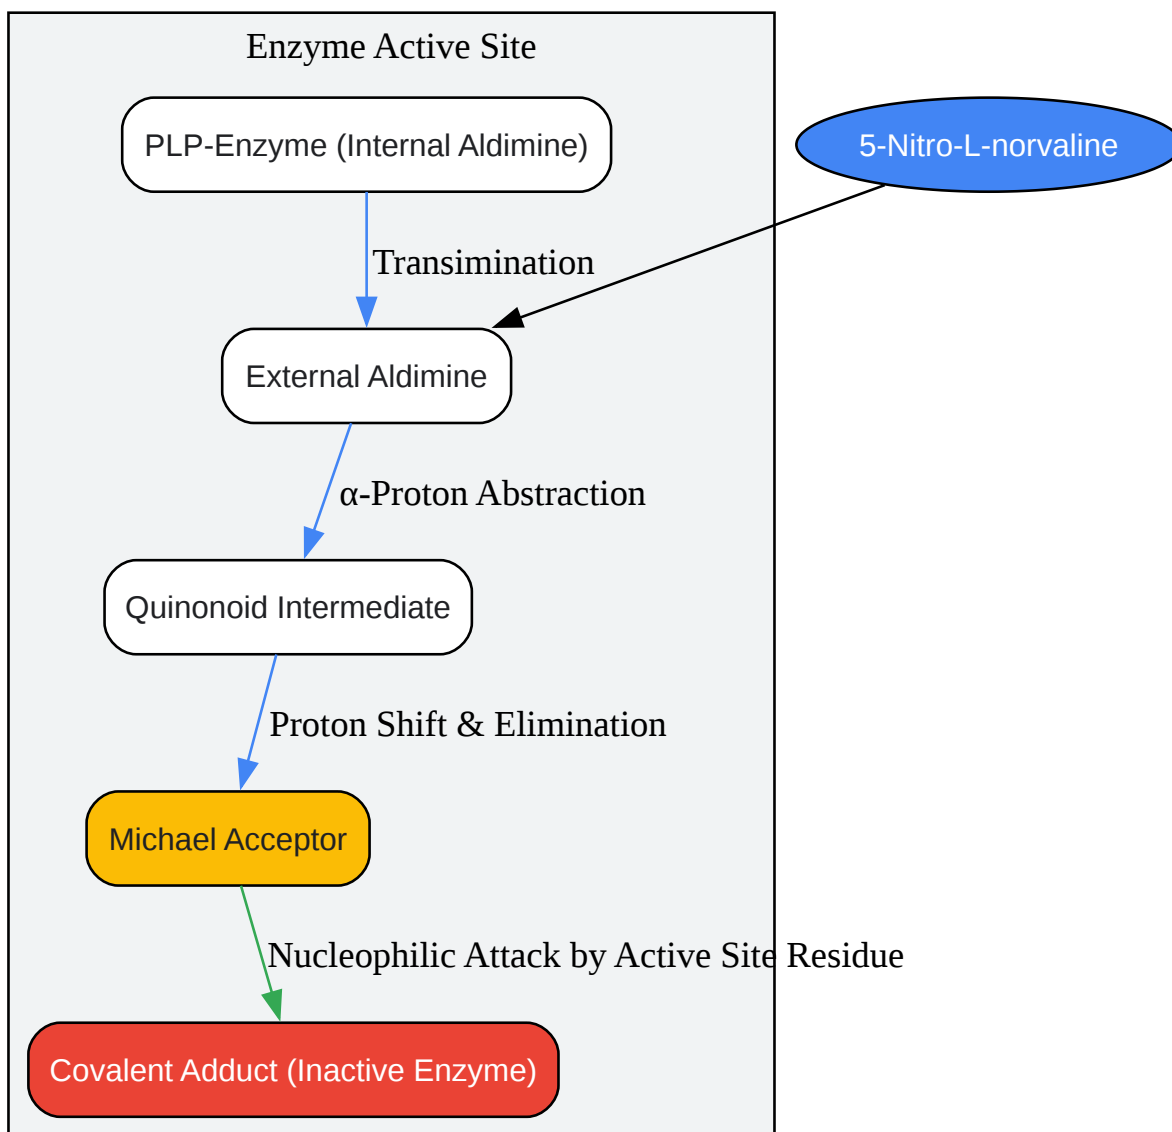 Enzyme Active Site
PLP-Enzyme (Internal Aldimine)
5-Nitro-L-norvaline
Transimination
External Aldimine
α-Proton Abstraction
Quinonoid Intermediate
Proton Shift & Elimination
Michael Acceptor
Nucleophilic Attack by Active Site Residue
Covalent Adduct (Inactive Enzyme)